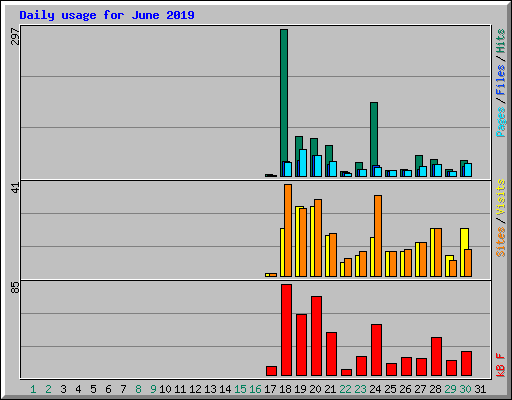 Daily usage for June 2019
297
41
85
Pages / Files / Hits
Sites / Visits
kB F
1 2 3 4 5 6 7 8 9 10 11 12 13 14 15 16 17 18 19 20 21 22 23 24 25 26 27 28 29 30 31